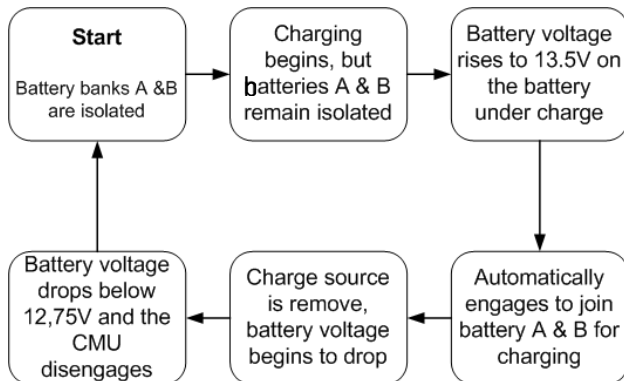 Start
Battery banks A &B
are isolated
Charging
begins, but
batteries A & B
remain isolated
Battery voltage
rises to 13.5V on
the battery
under charge
Automatically
engages to join
battery A & B for
charging
Charge source
is remove,
battery voltage
begins to drop
Battery voltage
drops below
12,75V and the
CMU
disengages